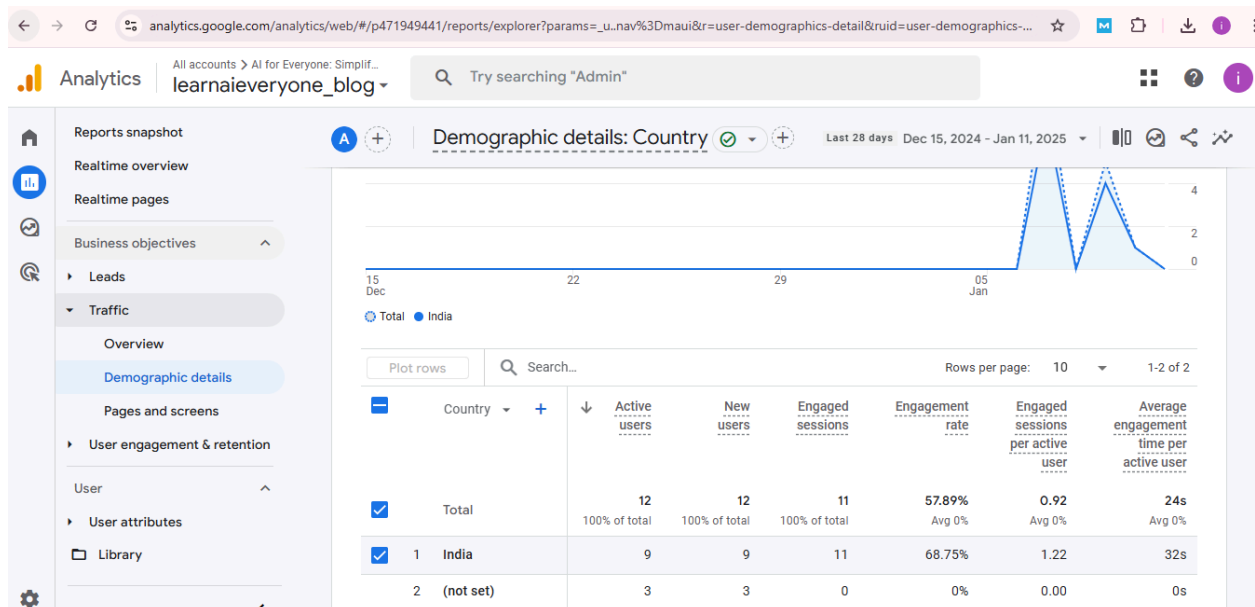 analytics.google.com/analytics/web/#/p471949441/reports/explorer?params=_u..nav%3Dmaui&r=user-demographics-detail&ruid=user-demographics-...
Analytics
All accounts > AI for Everyone: Simplif...
learnaieveryone_blog
Try searching "Admin"
i
i
Reports snapshot
Realtime overview
Realtime pages
Business objectives
Leads
Traffic
Overview
Demographic details
Pages and screens
User engagement & retention
User
User attributes
Library
A
Demographic details: Country
Last 28 days Dec 15, 2024 - Jan 11, 2025
4
2
0
15 22 29 05
Dec Jan
Total India
Plot rows Search... Rows per page: 10 1-2 of 2
Country + Active New Engaged Engagement Engaged Average
users users sessions rate sessions engagement
per active time per
user active user
Total 12 12 11 57.89% 0.92 24s
100% of total 100% of total 100% of total Avg 0% Avg 0% Avg 0%
1 India 9 9 11 68.75% 1.22 32s
2 (not set) 3 3 0 0% 0.00 0s